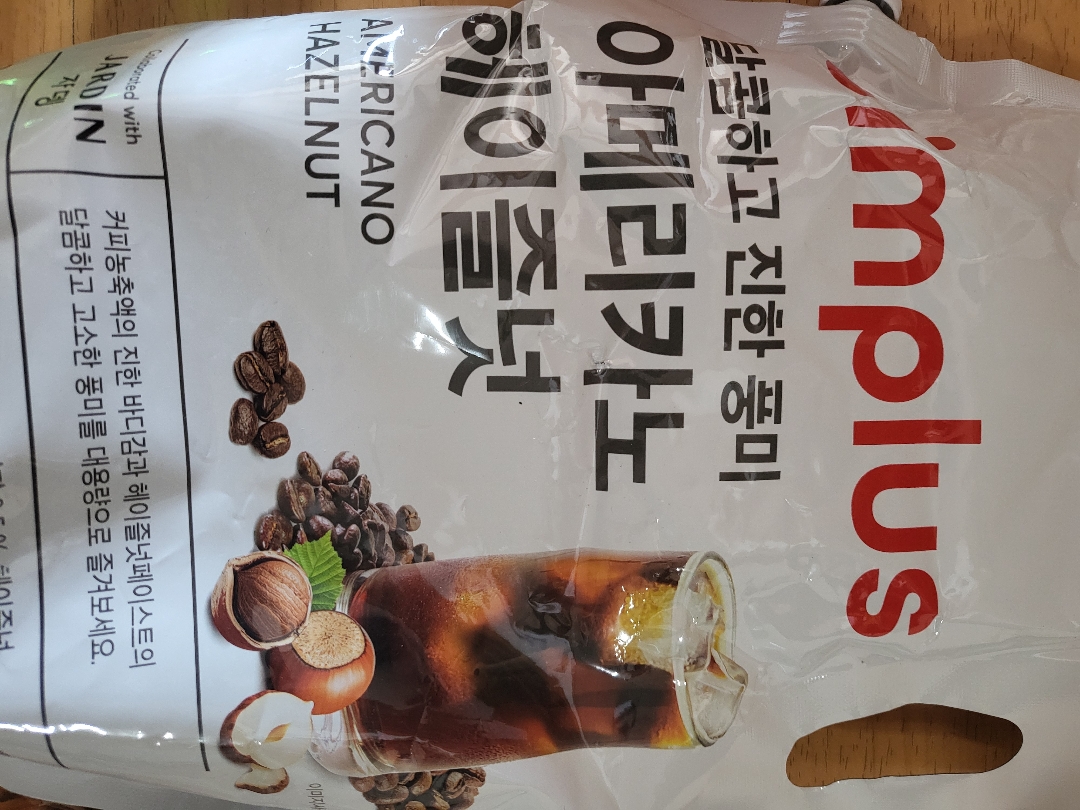 simplus
달콤하고 진한 풍미
아메리카노
헤이즐넛
AMERICANO
HAZELNUT
Collaborated with
JARDIN
쟈뎅
커피농축액의 진한 바디감과 헤이즐넛페이스트의
달콤하고 고소한 풍미를 대용량으로 즐겨보세요.